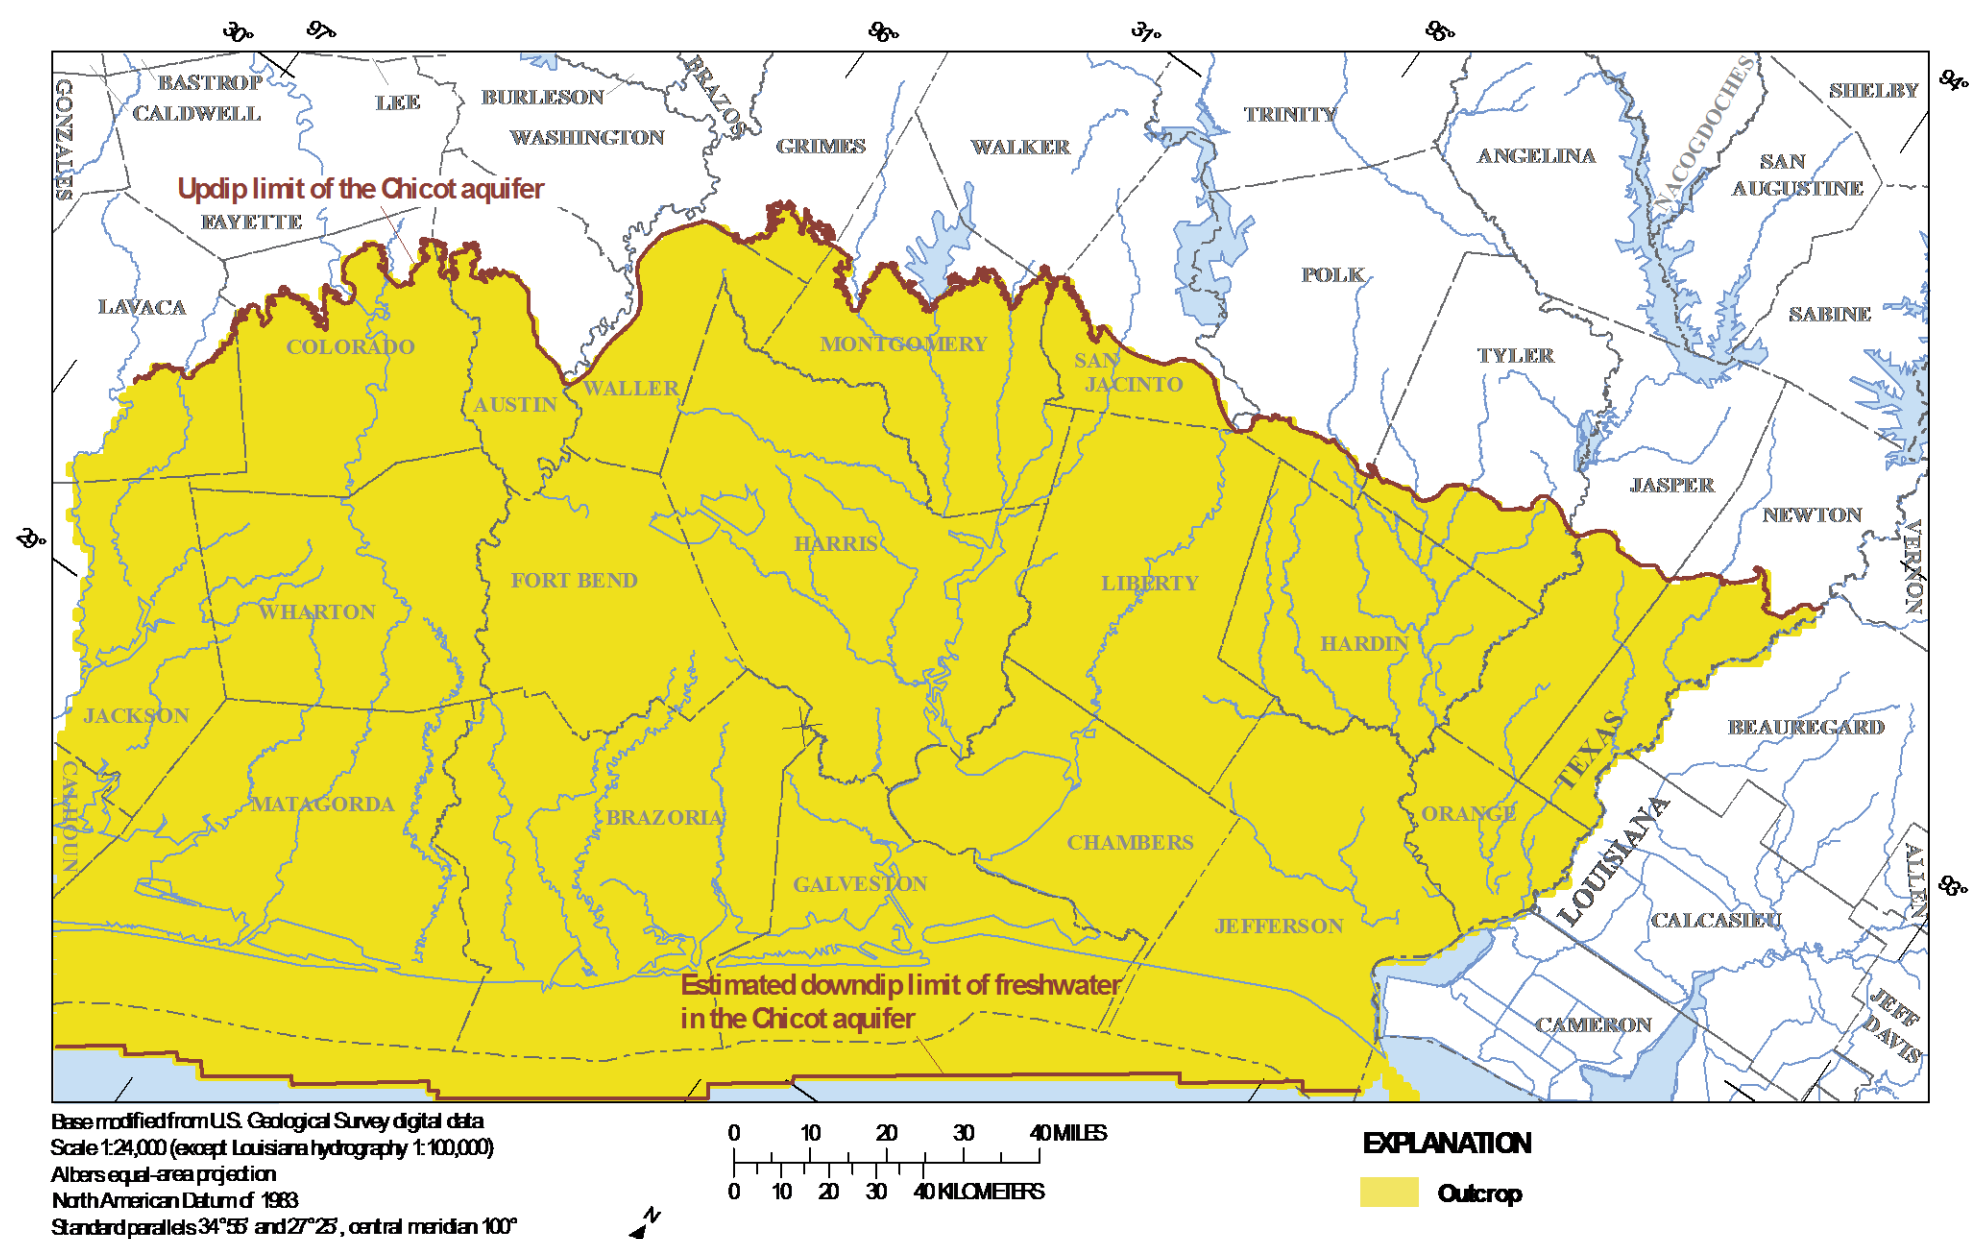 30°
97°
96°
31°
95°
94°
BASTROP
CALDWELL
LEE
BURLESON
WASHINGTON
BRAZOS
GRIMES
WALKER
TRINITY
ANGELINA
NACOGDOCHES
SHELBY
SAN
AUGUSTINE
GONZALES
Updip limit of the Chicot aquifer
FAYETTE
LAVACA
COLORADO
AUSTIN
WALLER
MONTGOMERY
SAN
JACINTO
POLK
TYLER
SABINE
JASPER
NEWTON
VERNON
29°
HARRIS
FORT BEND
WHARTON
LIBERTY
HARDIN
JACKSON
CALHOUN
MATAGORDA
BRAZORIA
GALVESTON
CHAMBERS
JEFFERSON
ORANGE
TEXAS
LOUISIANA
BEAUREGARD
ALLEN
93°
CALCASIEU
CAMERON
JEFF
DAVIS
Estimated downdip limit of freshwater
in the Chicot aquifer
Base modified from U.S. Geological Survey digital data
Scale 1:24,000 (except Louisiana hydrography 1:100,000)
Albers equal-area projection
North American Datum of 1983
Standard parallels 34°55' and 27°25', central meridian 100°
0 10 20 30 40 MILES
0 10 20 30 40 KILOMETERS
N
EXPLANATION
Outcrop